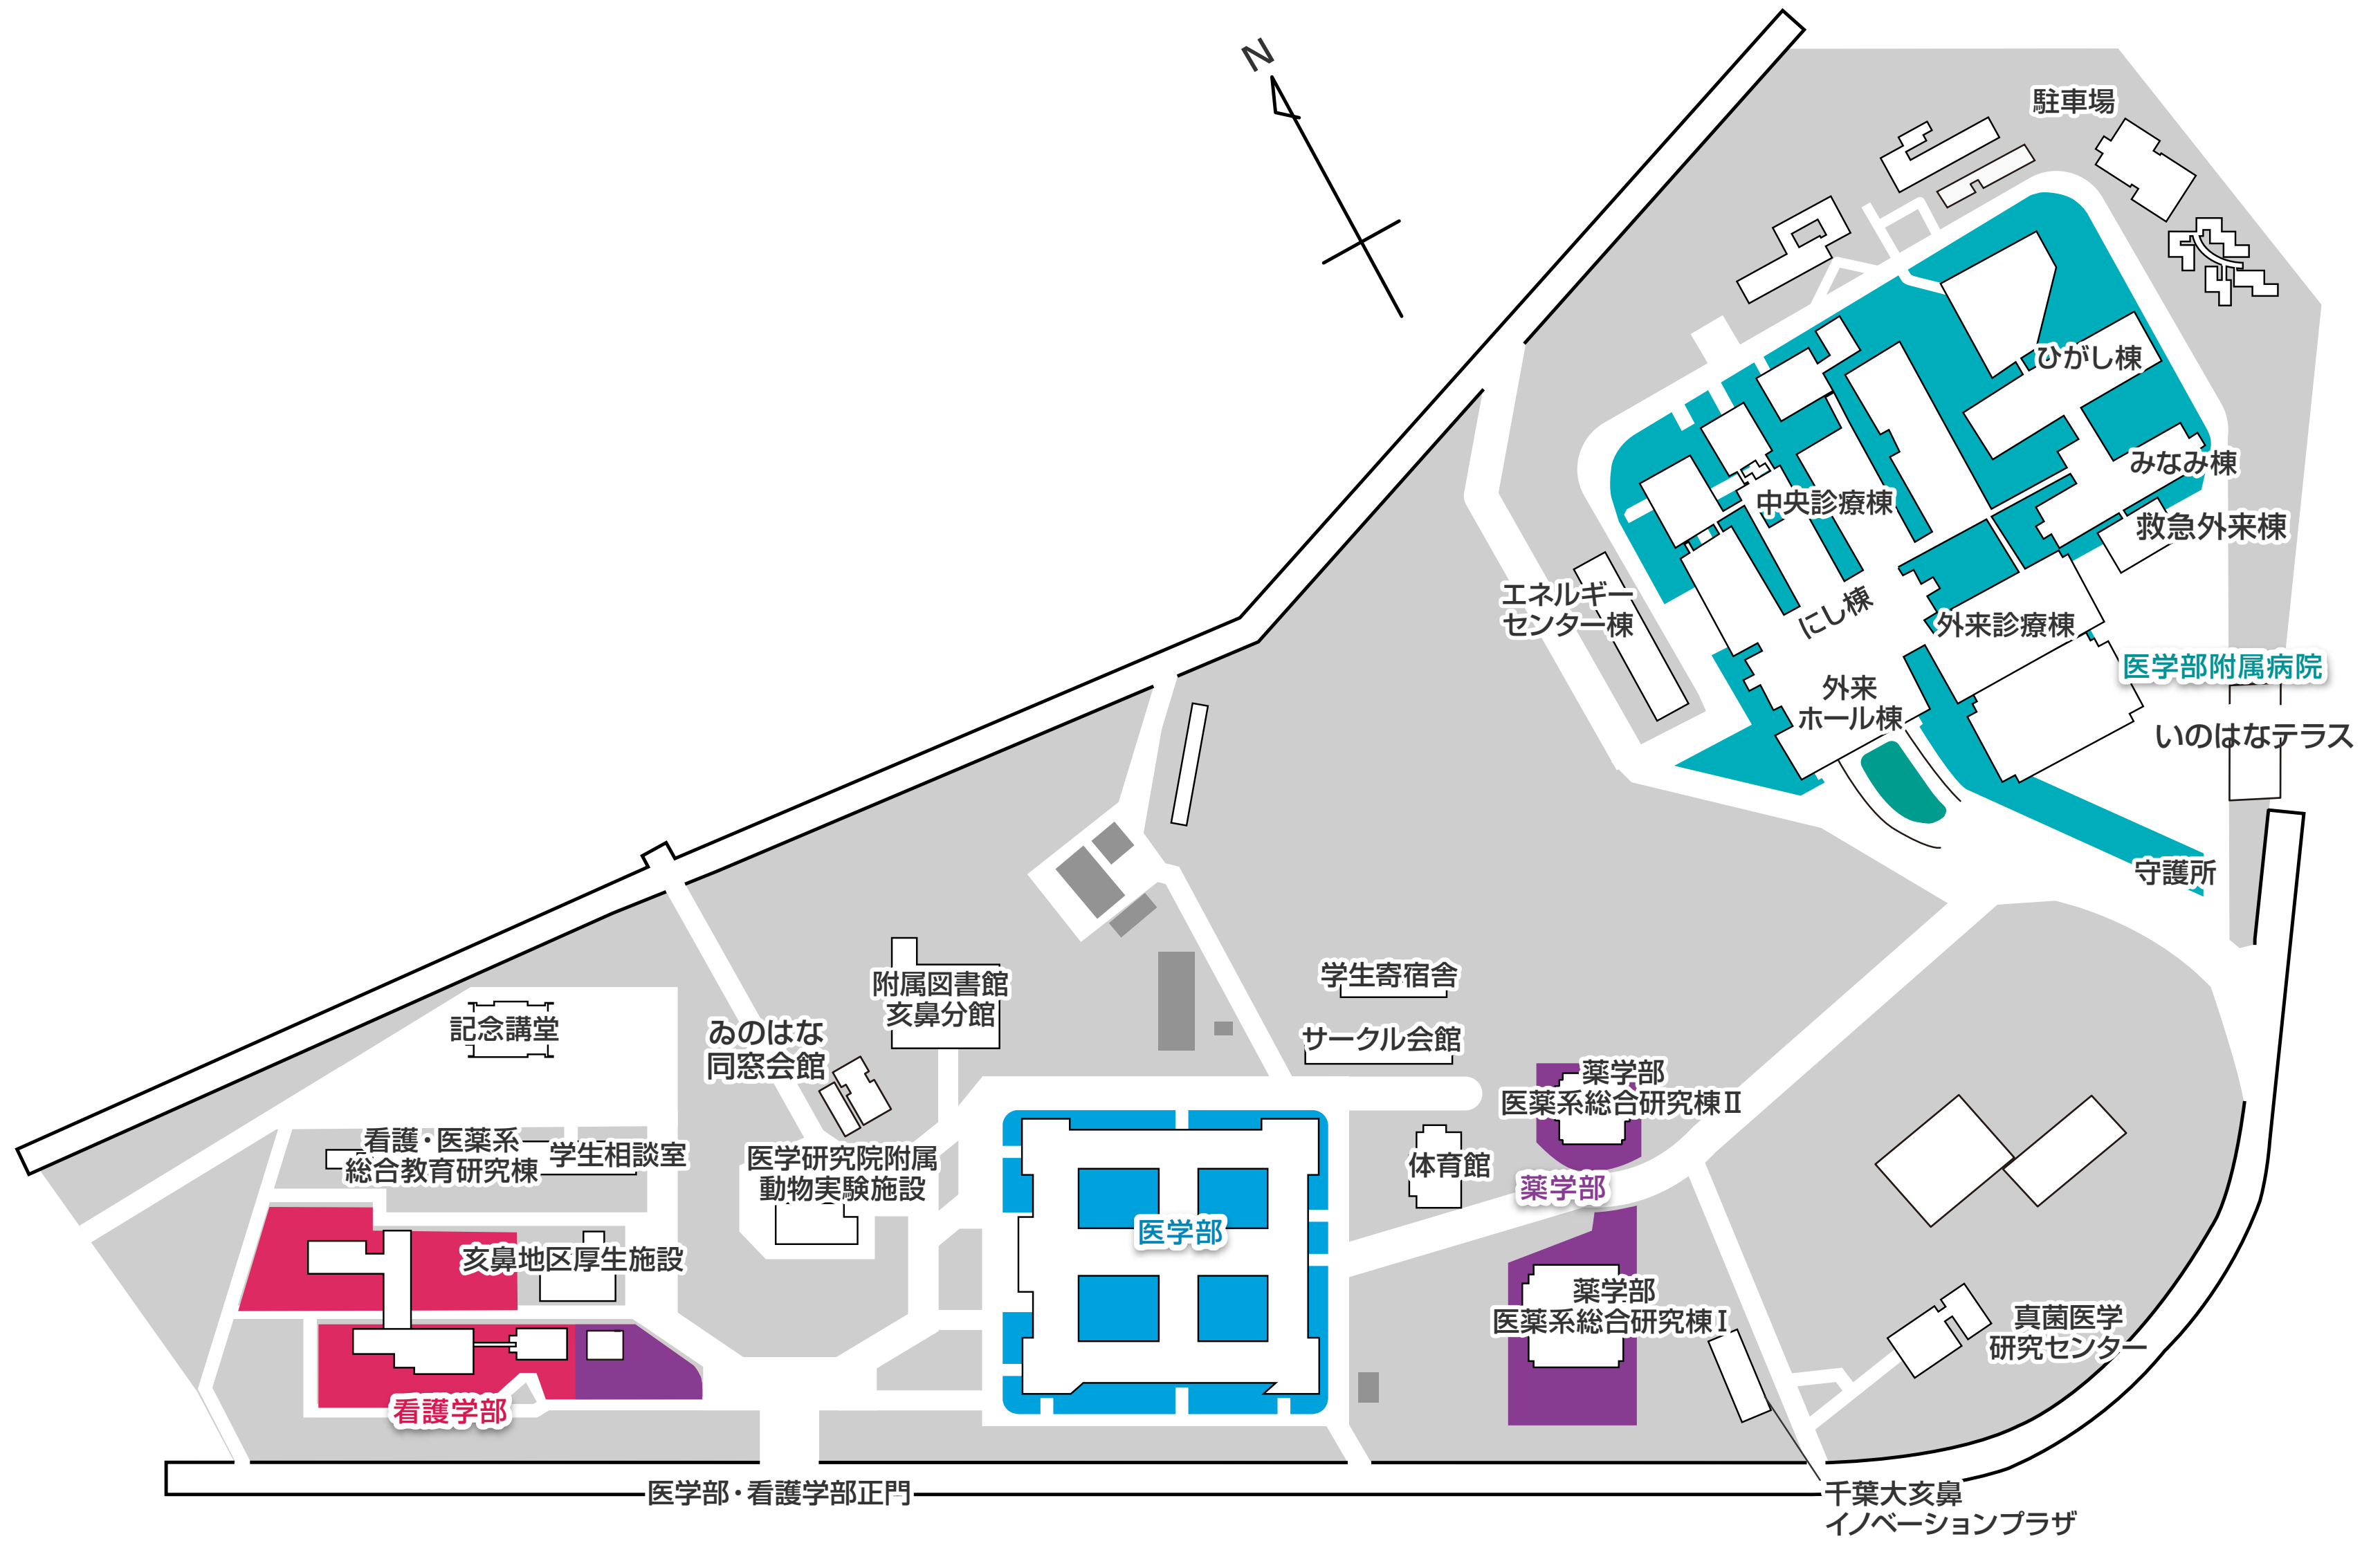 N
駐車場
ひがし棟
みなみ棟
中央診療棟
救急外来棟
エネルギー
センター棟
にし棟
外来診療棟
医学部附属病院
外来
ホール棟
いのはなテラス
守護所
附属図書館
亥鼻分館
学生寄宿舎
記念講堂
ゐのはな
同窓会館
サークル会館
薬学部
医薬系総合研究棟Ⅱ
看護・医薬系
総合教育研究棟
学生相談室
医学研究院附属
動物実験施設
体育館
薬学部
医学部
亥鼻地区厚生施設
薬学部
医薬系総合研究棟Ⅰ
真菌医学
研究センター
看護学部
医学部・看護学部正門
千葉大亥鼻
イノベーションプラザ